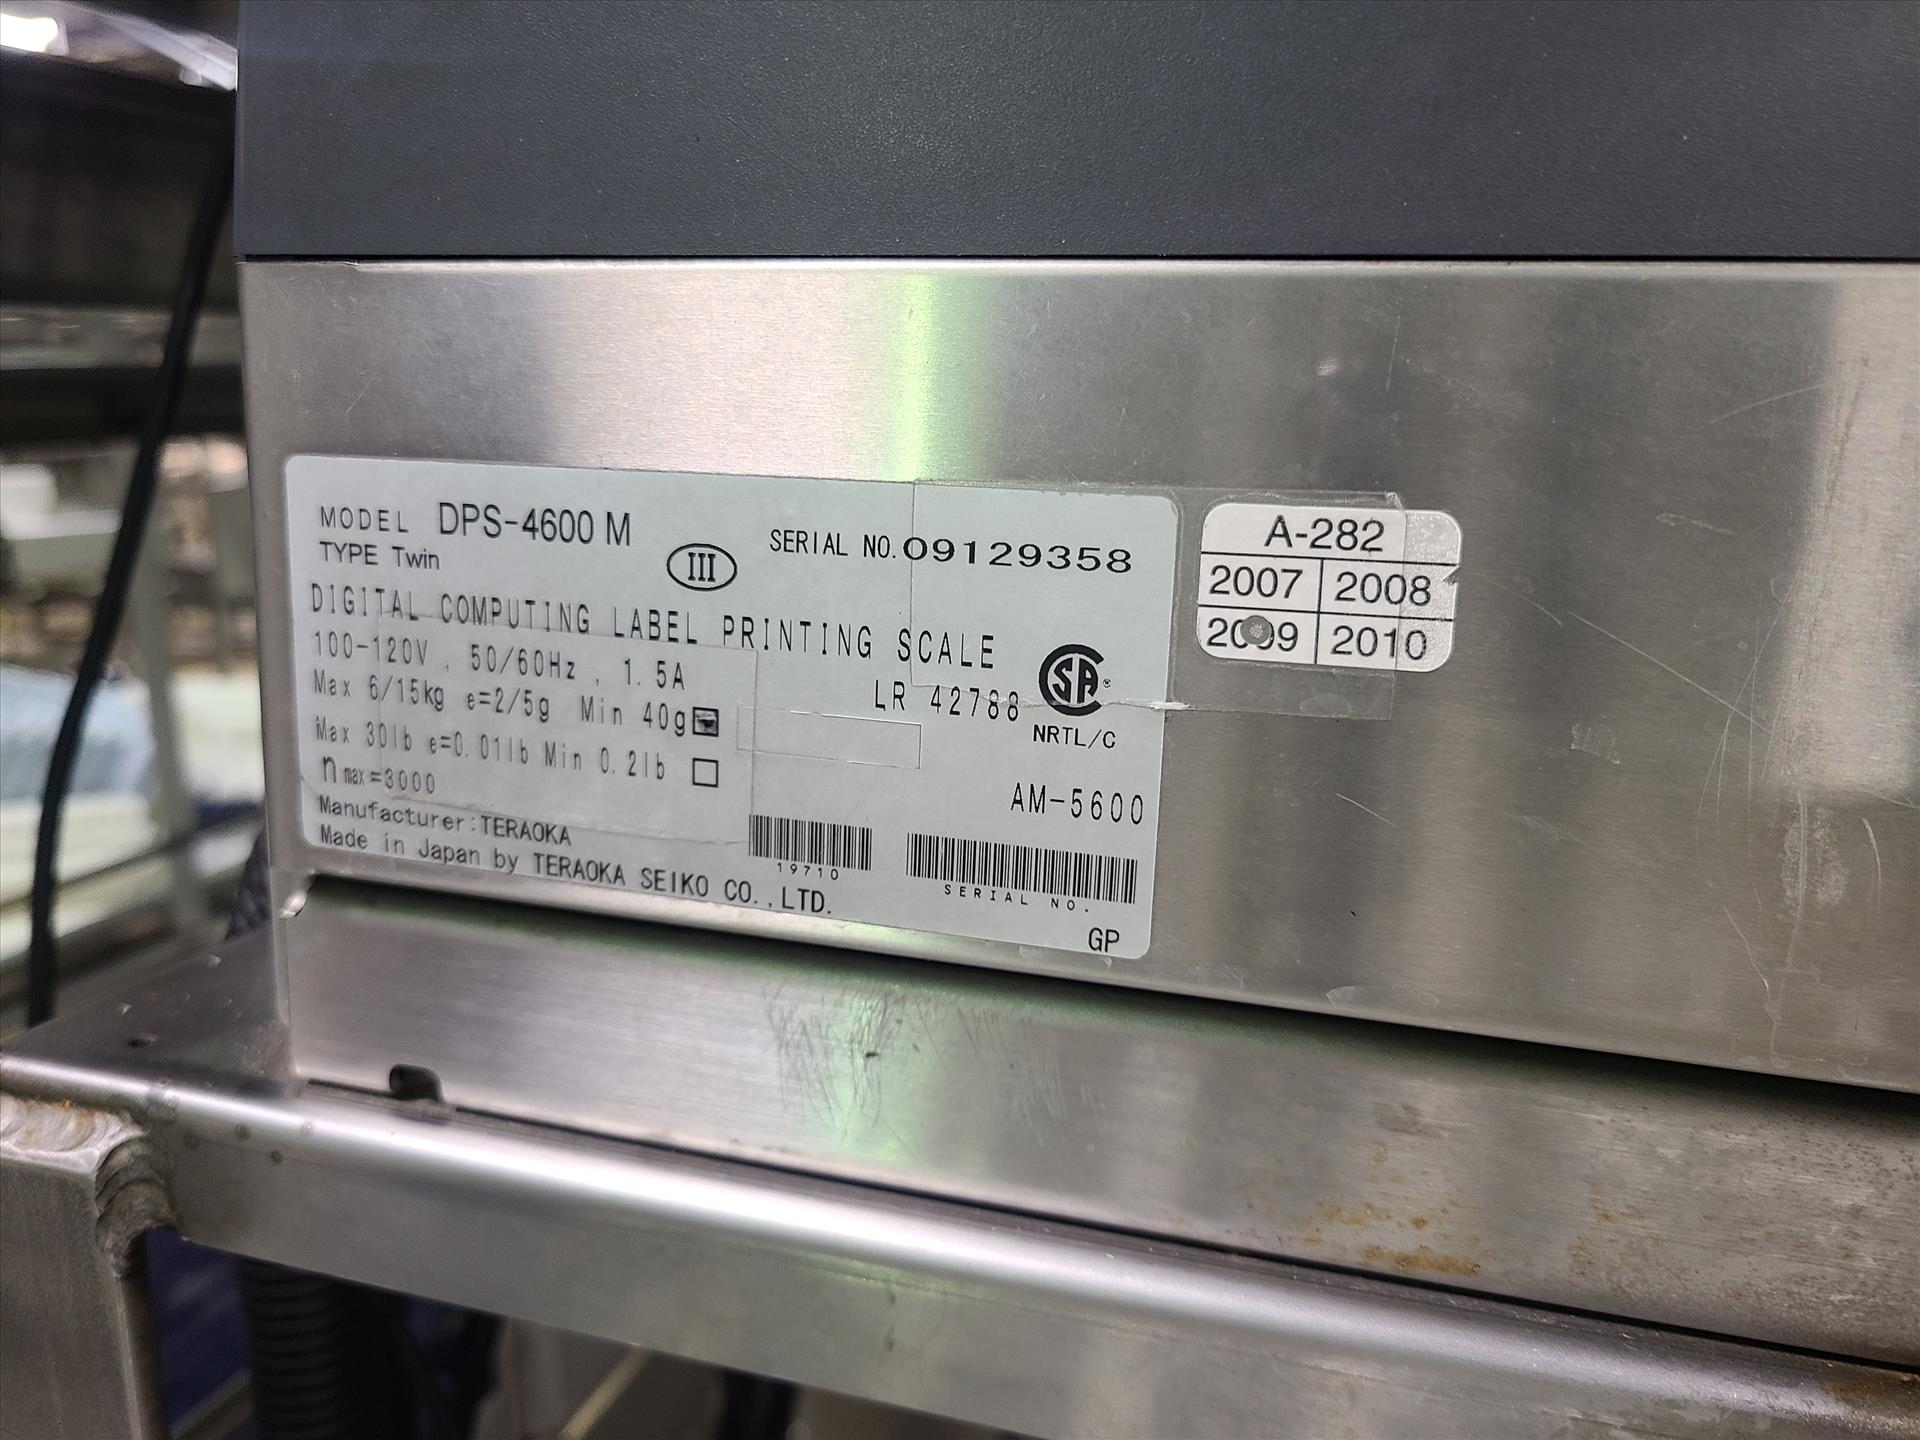 MODEL DPS-4600 M
TYPE Twin
III
SERIAL NO. 09129358
DIGITAL COMPUTING LABEL PRINTING SCALE
100-120V, 50/60Hz, 1.5A
Max 6/15kg e=2/5g Min 40g
Max 30lb e=0.01lb Min 0.2lb
n max=3000
Manufacturer:TERAOKA
Made in Japan by TERAOKA SEIKO CO.,LTD.
LR 42788
SA
NRTL/C
AM-5600
19710
SERIAL NO.
GP
A-282
2007 2008
2009 2010